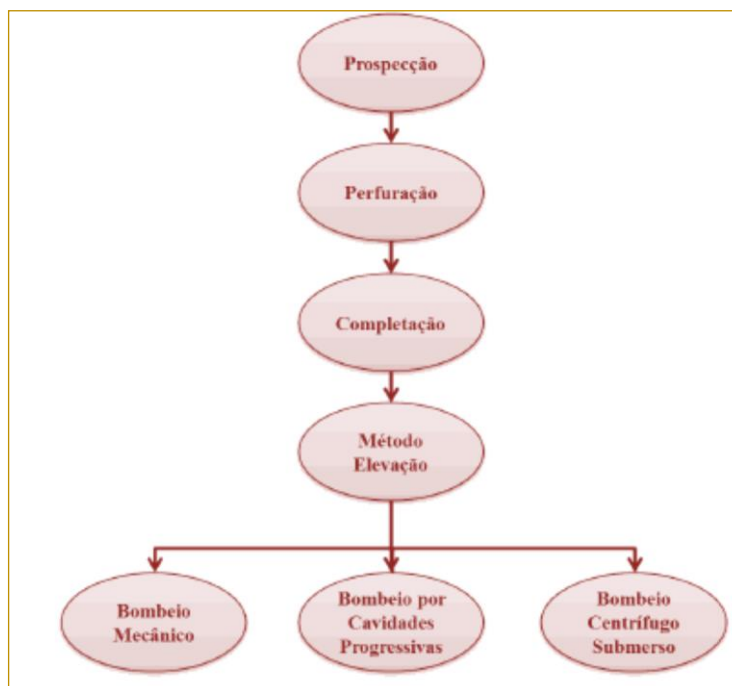 Prospecção
Perfuração
Completação
Método
Elevação
Bombeio
Mecânico
Bombeio por
Cavidades
Progressivas
Bombeio
Centrífugo
Submerso